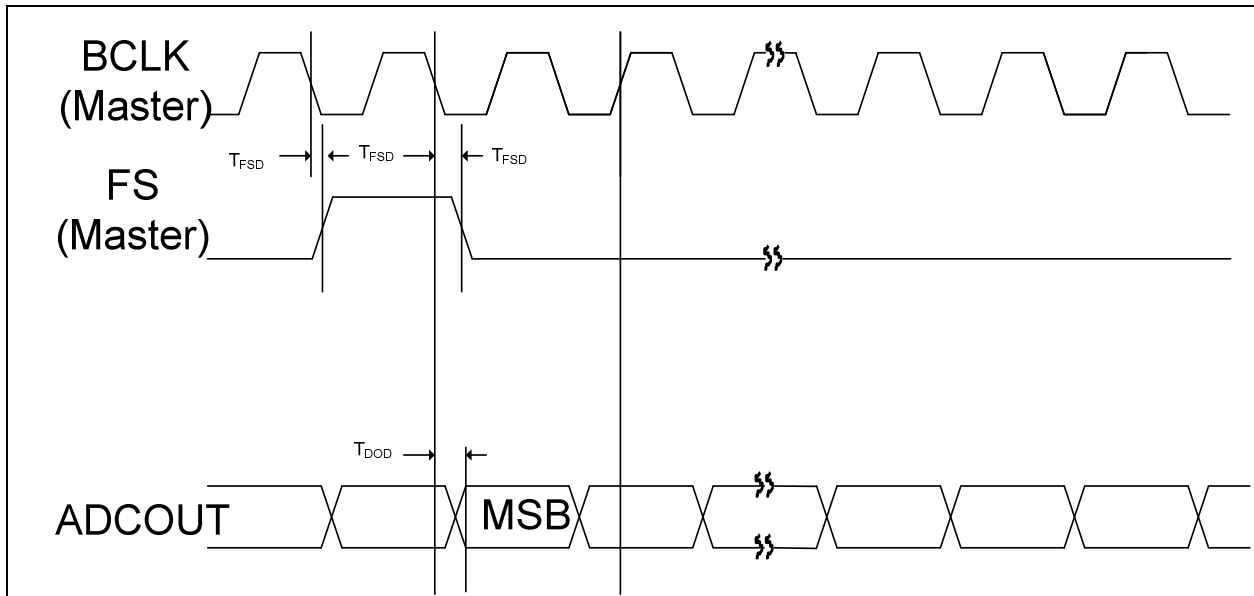 BCLK
(Master)
TFSD TFSD TFSD
FS
(Master)
TDOD
ADCOUT MSB